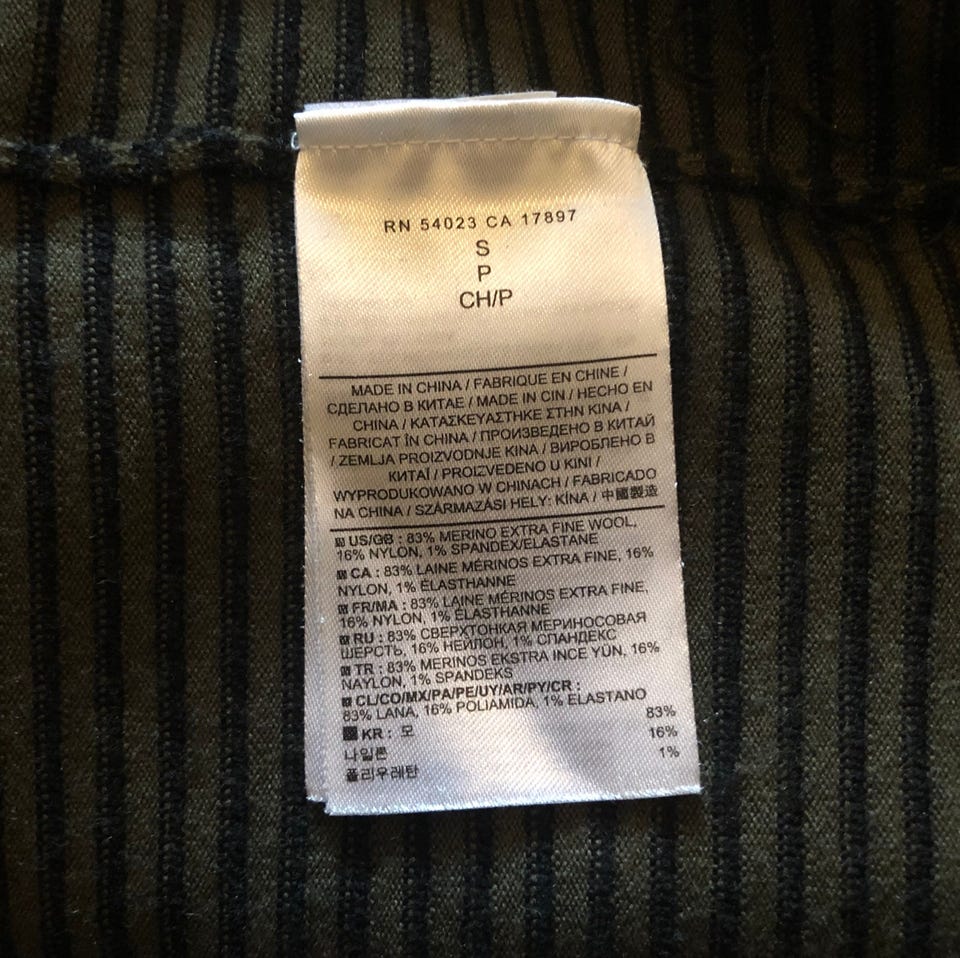 RN 54023 CA 17897
S
P
CH/P
MADE IN CHINA / FABRIQUE EN CHINE /
СДЕЛАНО В КИТАЕ / MADE IN CIN / HECHO EN
CHINA / ΚΑΤΑΣΚΕΥΑΣΤΗΚΕ ΣΤΗΝ ΚΙΝΑ /
FABRICAT ÎN CHINA / ПРОИЗВЕДЕНО В КИТАЙ
/ ZEMLJA PROIZVODNJE KINA / ВИРОБЛЕНО В
КИТАЇ / PROIZVEDENO U KINI /
WYPRODUKOWANO W CHINACH / FABRICADO
NA CHINA / SZÁRMAZÁSI HELY: KÍNA / 中國製造
US/GB : 83% MERINO EXTRA FINE WOOL,
16% NYLON, 1% SPANDEX/ELASTANE
CA : 83% LAINE MÉRINOS EXTRA FINE, 16%
NYLON, 1% ÉLASTHANNE
FR/MA : 83% LAINE MÉRINOS EXTRA FINE,
16% NYLON, 1% ÉLASTHANNE
RU : 83% СВЕРХТОНКАЯ МЕРИНОСОВАЯ
ШЕРСТЬ, 16% НЕЙЛОН, 1% СПАНДЕКС
TR : 83% MERINOS EKSTRA INCE YÜN, 16%
NAYLON, 1% SPANDEKS
CL/CO/MX/PA/PE/UY/AR/PY/CR :
83% LANA, 16% POLIAMIDA, 1% ELASTANO
KR : 모 83%
나일론 16%
폴리우레탄 1%